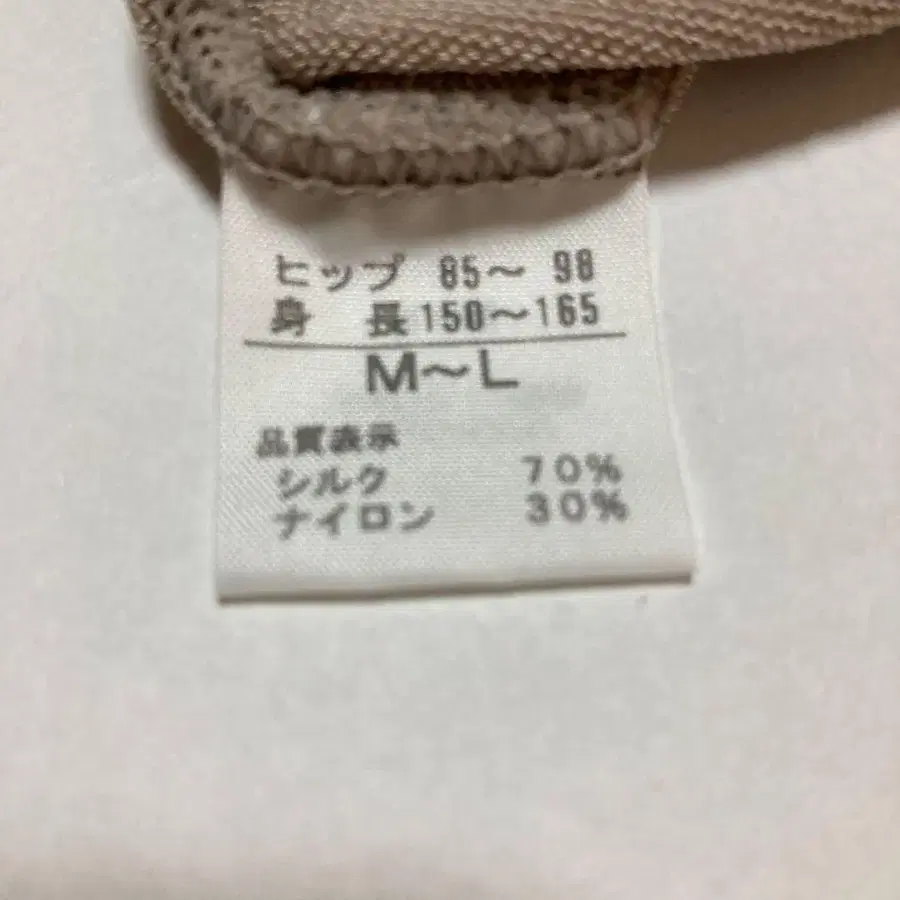 ヒップ 85～98
身長150～165
M～L
品質表示
シルク 70%
ナイロン 30%